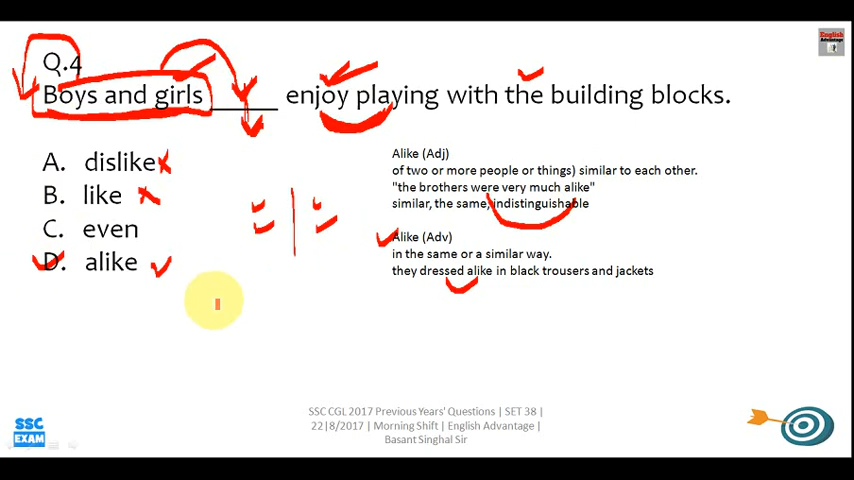 English
Advantage
Q.4
Boys and girls ______ enjoy playing with the building blocks.
A. dislike
B. like
C. even
D. alike
Alike (Adj)
of two or more people or things) similar to each other.
"the brothers were very much alike"
similar, the same, indistinguishable
Alike (Adv)
in the same or a similar way.
they dressed alike in black trousers and jackets
SSC CGL 2017 Previous Years' Questions | SET 38 |
22|8/2017 | Morning Shift | English Advantage |
Basant Singhal Sir
SSC
EXAM